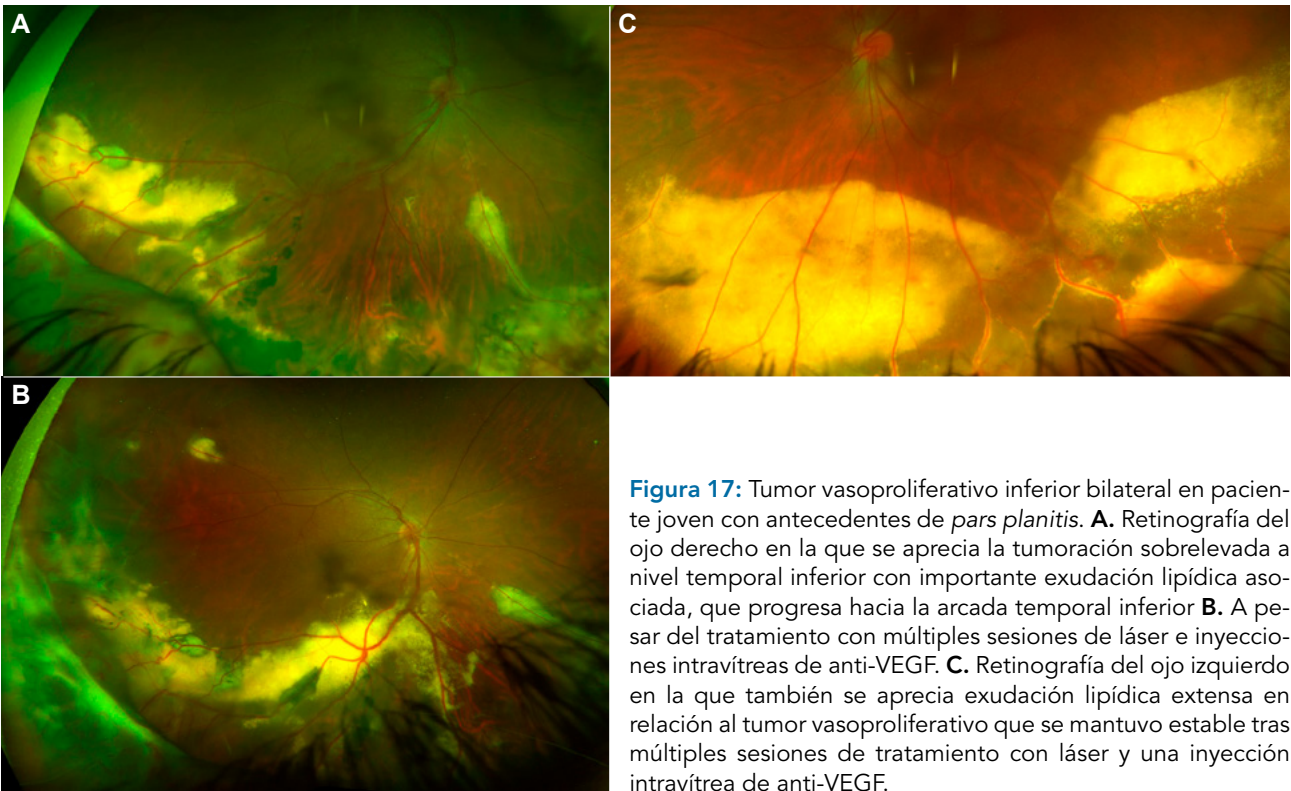 A
C
B
Figura 17: Tumor vasoproliferativo inferior bilateral en pacien-
te joven con antecedentes de pars planitis. A. Retinografía del
ojo derecho en la que se aprecia la tumoración sobrelevada a
nivel temporal inferior con importante exudación lipídica aso-
ciada, que progresa hacia la arcada temporal inferior B. A pe-
sar del tratamiento con múltiples sesiones de láser e inyeccio-
nes intravítreas de anti-VEGF. C. Retinografía del ojo izquierdo
en la que también se aprecia exudación lipídica extensa en
relación al tumor vasoproliferativo que se mantuvo estable tras
múltiples sesiones de tratamiento con láser y una inyección
intravítrea de anti-VEGF.